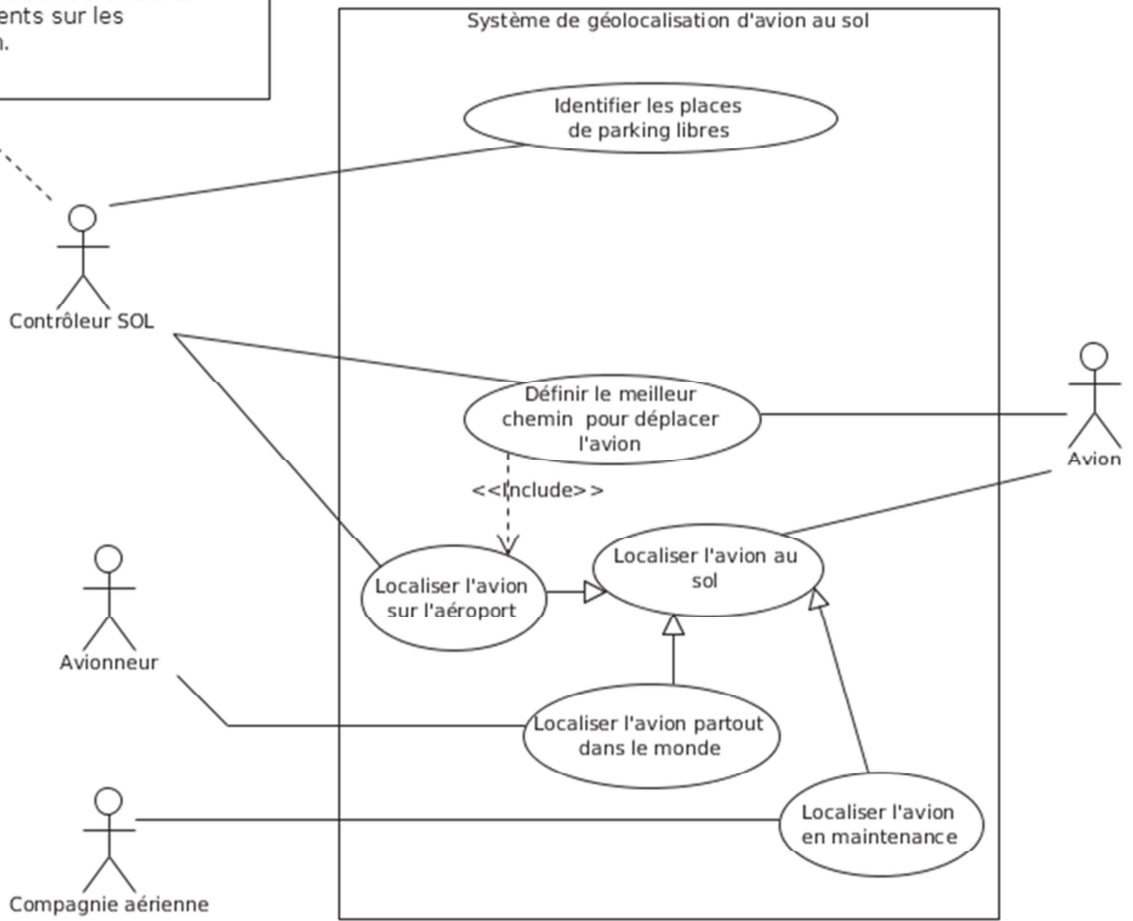 sur les
Système de géolocalisation d'avion au sol
Identifier les places
de parking libres
Contrôleur SOL
Définir le meilleur
chemin pour déplacer
l'avion
Avion
<<Include>>
Localiser l'avion au
sol
Localiser l'avion
sur l'aéroport
Avionneur
Localiser l'avion partout
dans le monde
Localiser l'avion
en maintenance
Compagnie aérienne